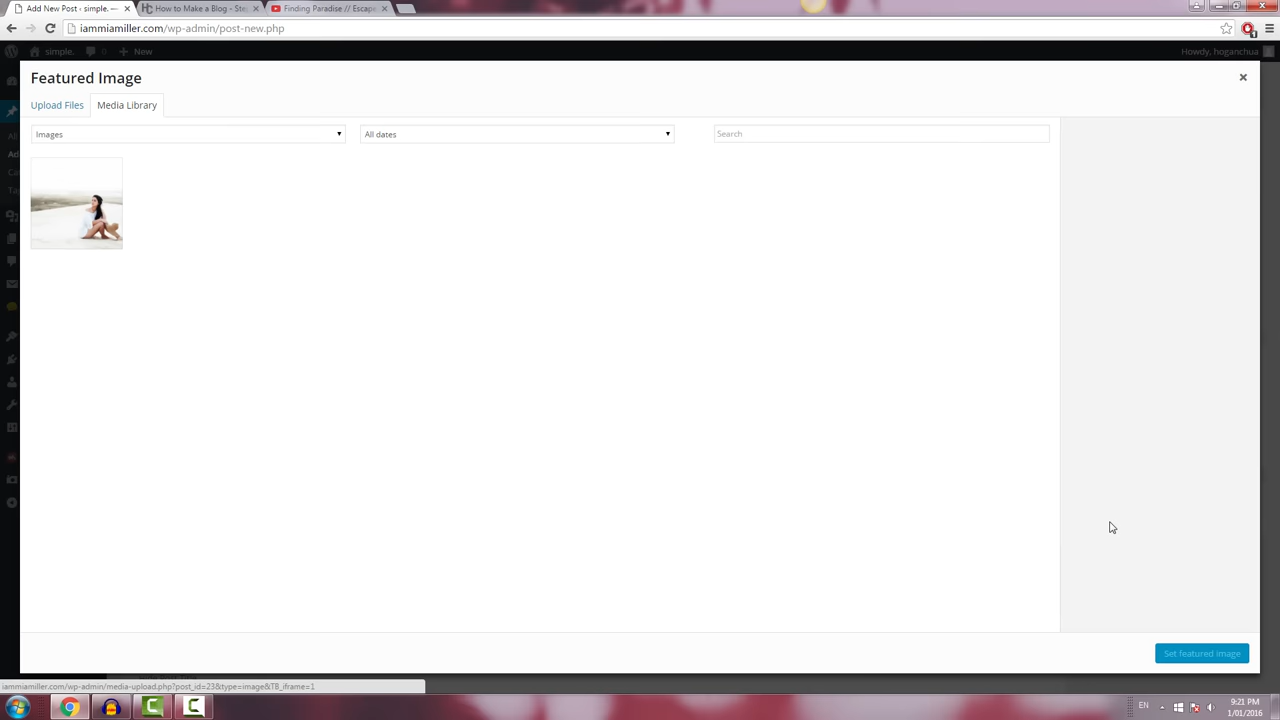 Add New Post ‹ simple. —
How to Make a Blog - Ste
Finding Paradise // Escape
iammiamiller.com/wp-admin/post-new.php
simple.
0
New
Howdy, hoganchua
Featured Image
Upload Files
Media Library
Images
All dates
Search
Set featured image
iammiamiller.com/wp-admin/media-upload.php?post_id=23&type=image&TB_iframe=1
EN
9:21 PM
1/01/2016